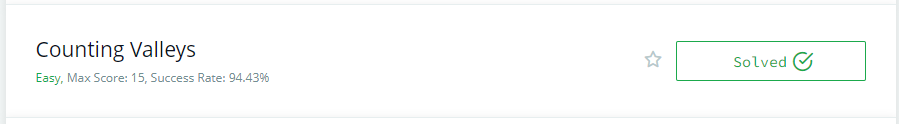 Counting Valleys
Solved
Easy, Max Score: 15, Success Rate: 94.43%